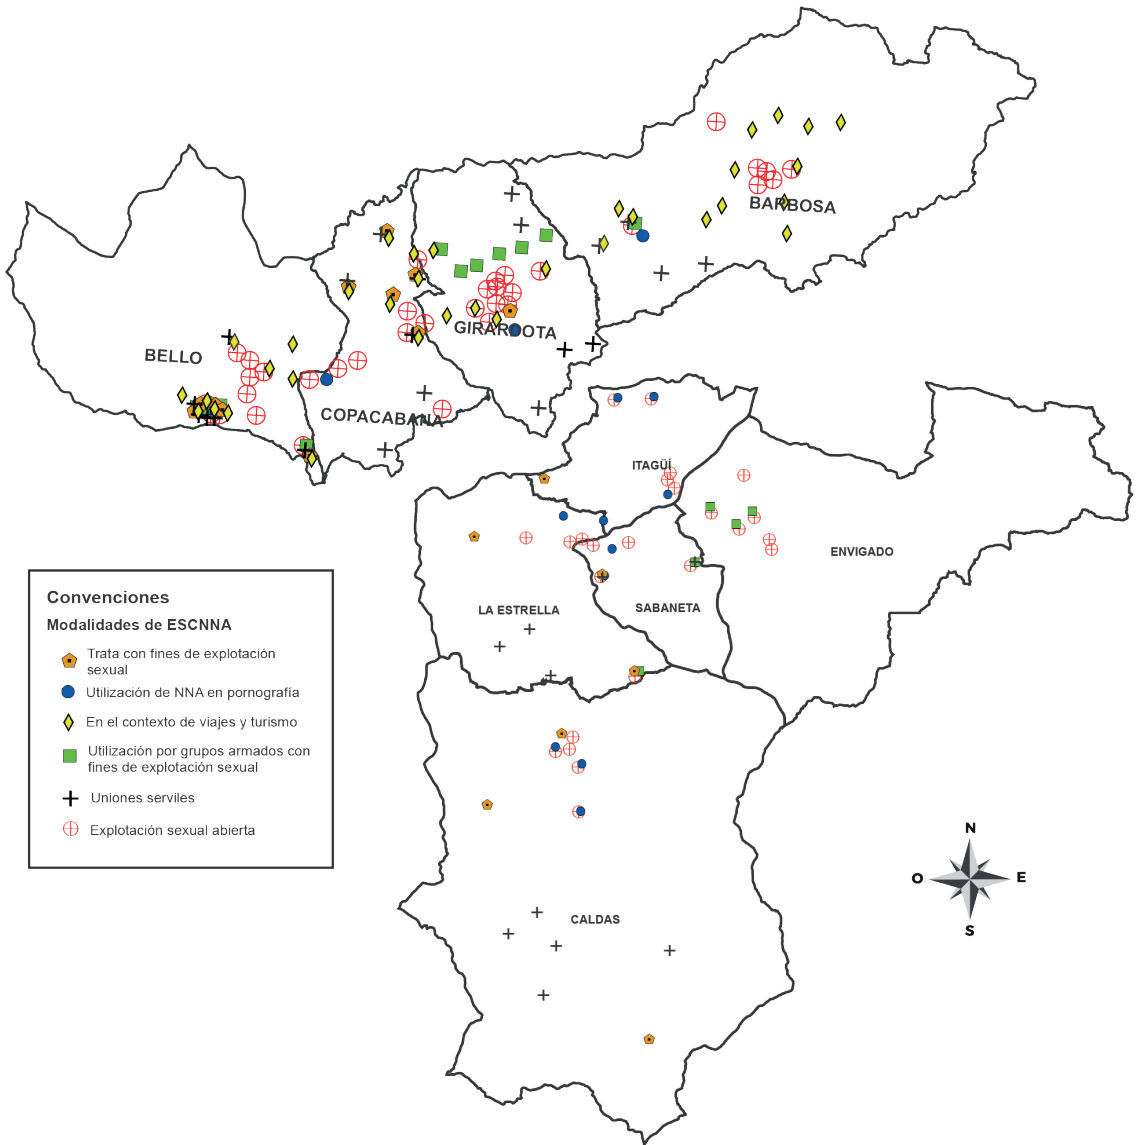 BARBOSA
GIRARDOTA
BELLO
COPACABANA
ITAGÜÍ
ENVIGADO
LA ESTRELLA
SABANETA
Convenciones
Modalidades de ESCNNA
Trata con fines de explotación
sexual
Utilización de NNA en pornografía
En el contexto de viajes y turismo
Utilización por grupos armados con
fines de explotación sexual
Uniones serviles
Explotación sexual abierta
CALDAS
N
O
E
S